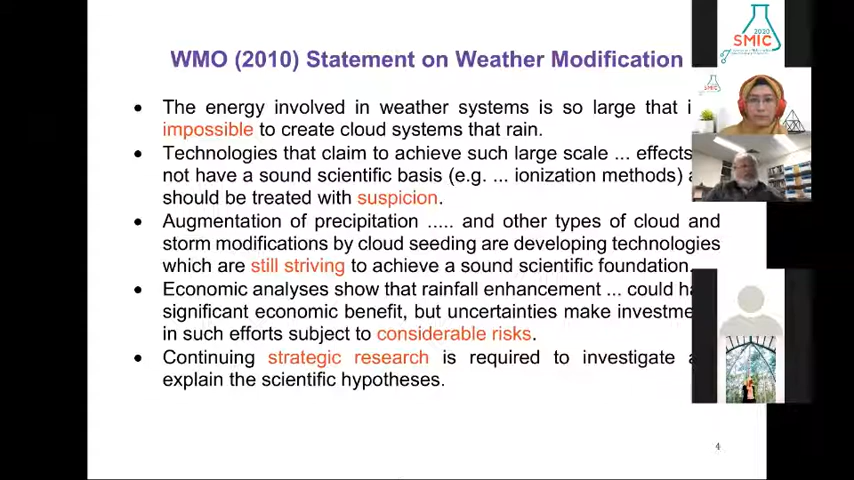 WMO (2010) Statement on Weather Modification
• The energy involved in weather systems is so large that i
impossible to create cloud systems that rain.
• Technologies that claim to achieve such large scale ... effects
not have a sound scientific basis (e.g. ... ionization methods) a
should be treated with suspicion.
• Augmentation of precipitation ..... and other types of cloud and
storm modifications by cloud seeding are developing technologies
which are still striving to achieve a sound scientific foundation.
• Economic analyses show that rainfall enhancement ... could ha
significant economic benefit, but uncertainties make investme
in such efforts subject to considerable risks.
• Continuing strategic research is required to investigate a
explain the scientific hypotheses.
4
2020
SMIC
SMIC